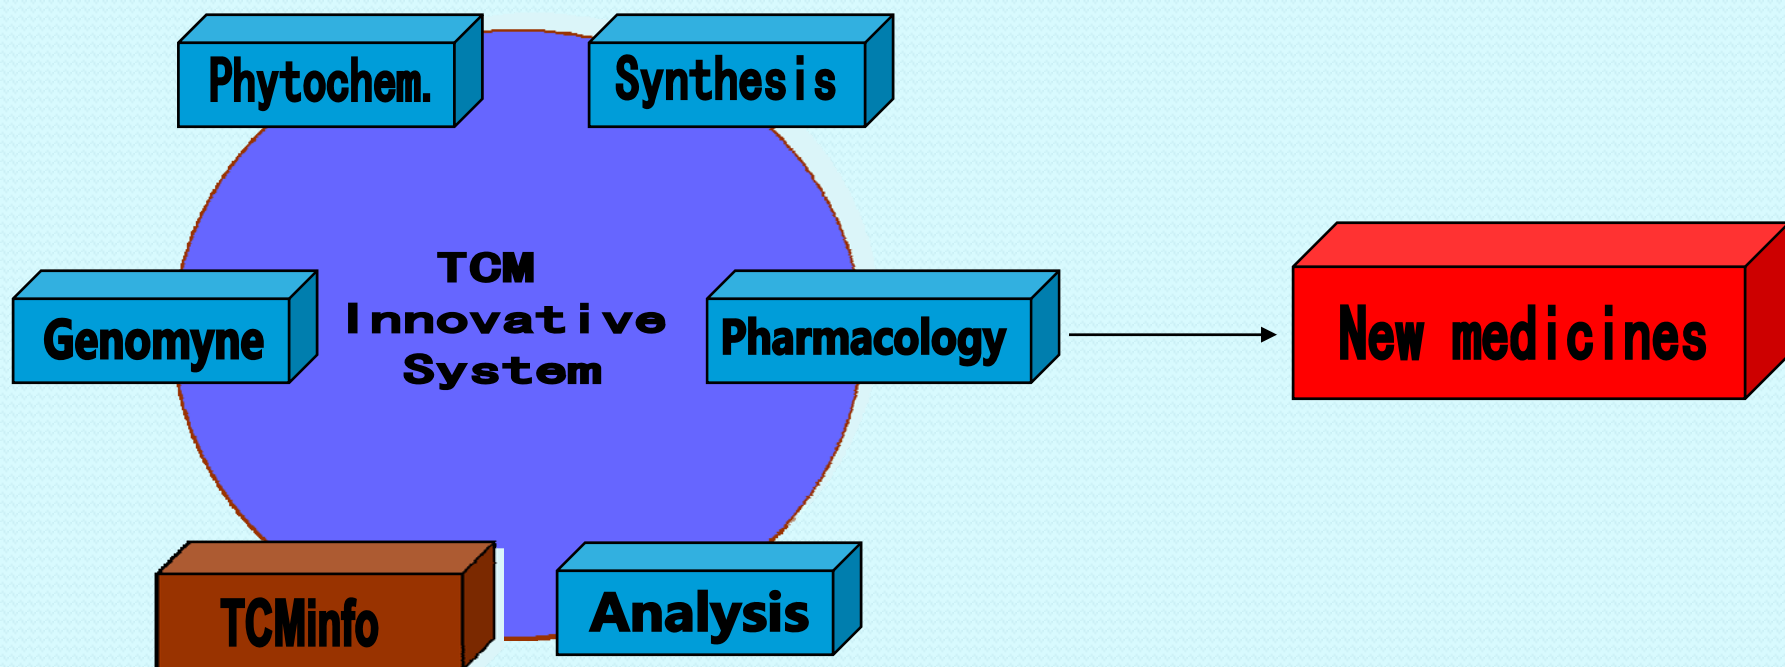 Phytochem.
Synthesis
TCM
Innovative
System
Genomyne
Pharmacology
New medicines
TCMinfo
Analysis